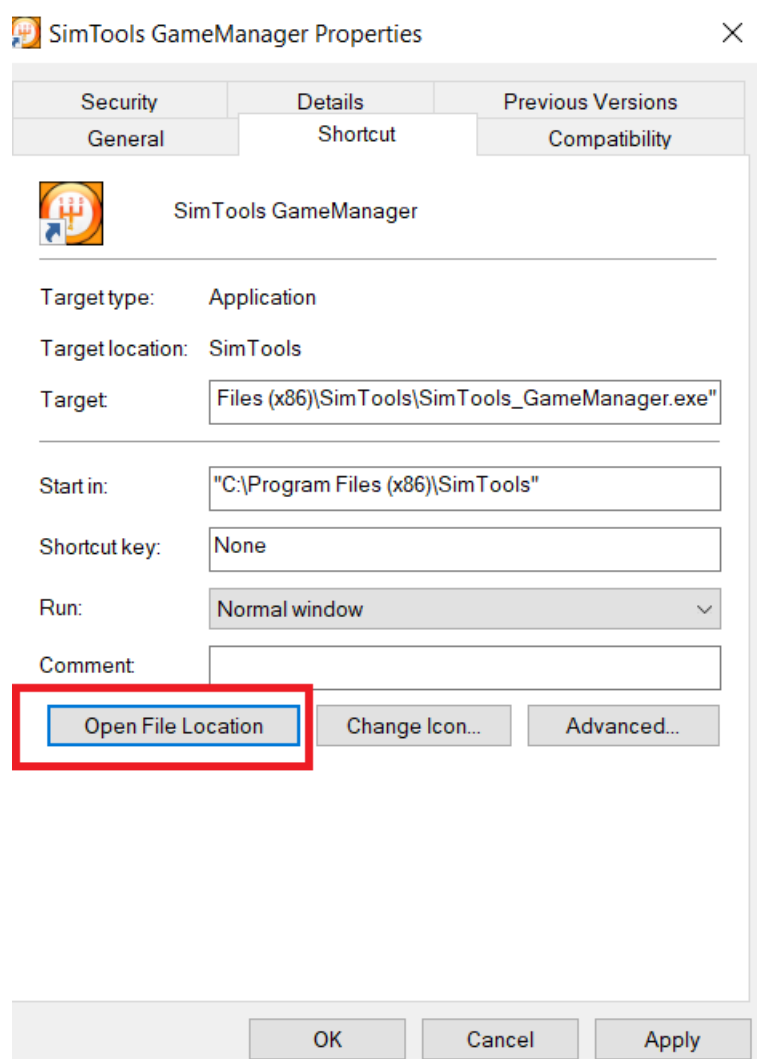 SimTools GameManager Properties
Security Details Previous Versions
General Shortcut Compatibility
SimTools GameManager
Target type: Application
Target location: SimTools
Target: Files (x86)\SimTools\SimTools_GameManager.exe"
Start in: "C:\Program Files (x86)\SimTools"
Shortcut key: None
Run: Normal window
Comment:
Open File Location Change Icon... Advanced...
OK Cancel Apply